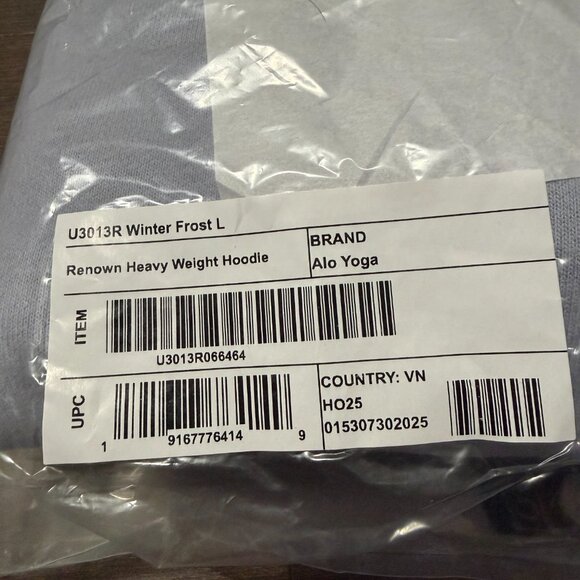 U3013R Winter Frost L
Renown Heavy Weight Hoodie
BRAND
Alo Yoga
ITEM
U3013R066464
UPC
1 9167776414 9
COUNTRY: VN
HO25
015307302025